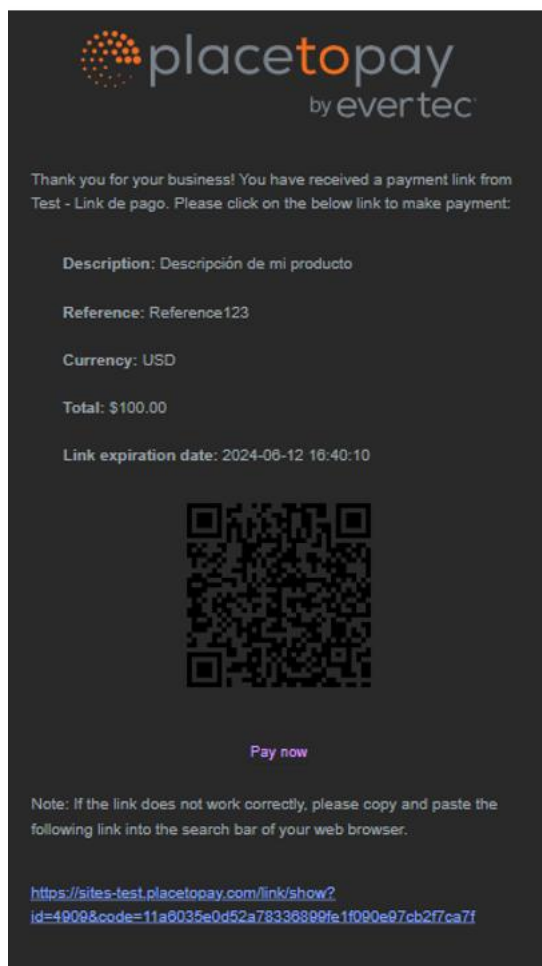 placetopay
by evertec
Thank you for your business! You have received a payment link from
Test - Link de pago. Please click on the below link to make payment:
Description: Descripción de mi producto
Reference: Reference123
Currency: USD
Total: $100.00
Link expiration date: 2024-06-12 16:40:10
Pay now
Note: If the link does not work correctly, please copy and paste the
following link into the search bar of your web browser.
https://sites-test.placetopay.com/link/show?
id=4909&code=11a6035e0d52a78336899fe1f090e97cb2f7ca7f